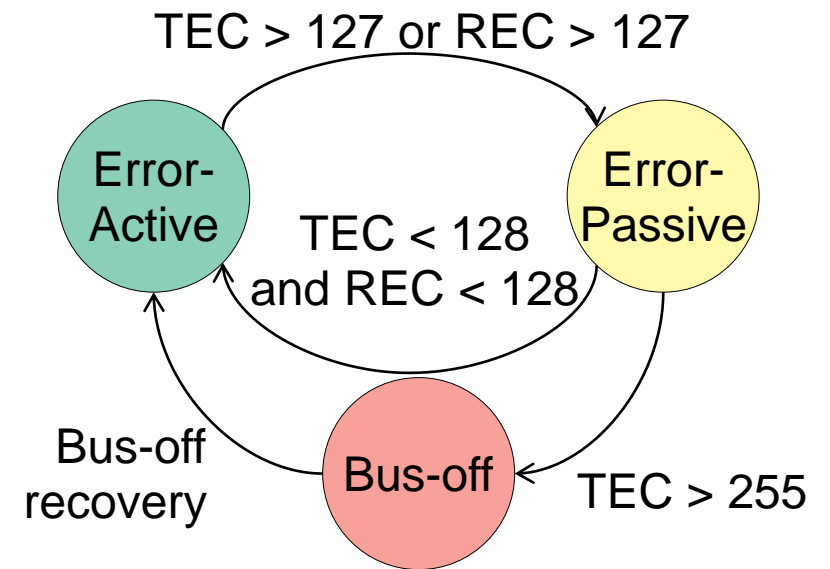 TEC > 127 or REC > 127
Error-
Active
Error-
Passive
TEC < 128
and REC < 128
Bus-off
recovery
Bus-off
TEC > 255